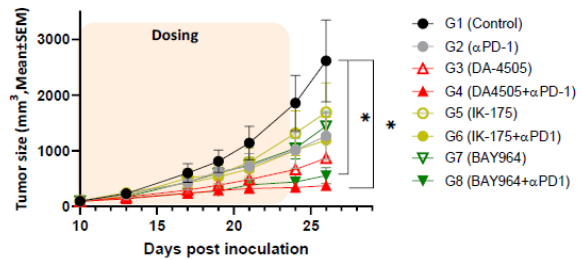 Dosing
Tumor size (mm³,Mean±SEM)
3000
2000
1000
0
10
15
20
25
Days post inoculation
*
*
G1 (Control)
G2 (αPD-1)
G3 (DA-4505)
G4 (DA4505+αPD-1)
G5 (IK-175)
G6 (IK-175+αPD1)
G7 (BAY964)
G8 (BAY964+αPD1)